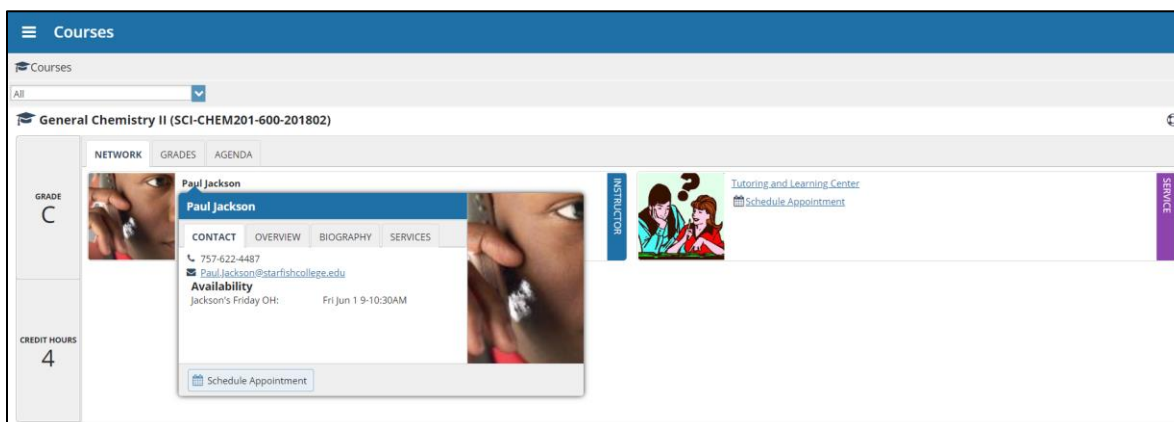 Courses
Courses
All
General Chemistry II (SCI-CHEM201-600-201802)
NETWORK GRADES AGENDA
GRADE
C
CREDIT HOURS
4
Paul Jackson
INSTRUCTOR
Paul Jackson
CONTACT OVERVIEW BIOGRAPHY SERVICES
757-622-4487
Paul.Jackson@starfishcollege.edu
Availability
Jackson's Friday OH: Fri Jun 1 9-10:30AM
Schedule Appointment
?
Tutoring and Learning Center
Schedule Appointment
SERVICE